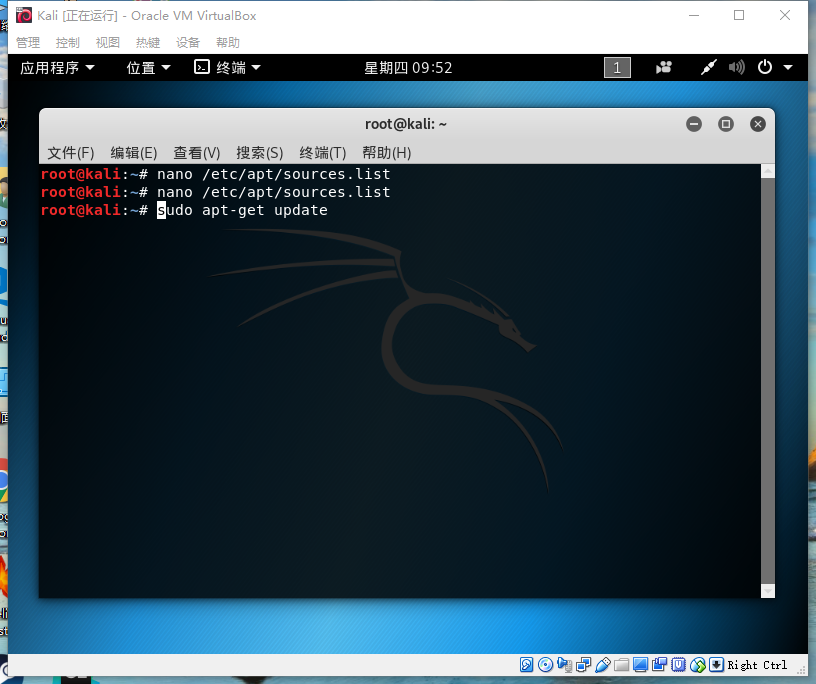 Kali [正在运行] - Oracle VM VirtualBox
管理 控制 视图 热键 设备 帮助
应用程序 位置 终端 星期四 09:52 1
root@kali: ~
文件(F) 编辑(E) 查看(V) 搜索(S) 终端(T) 帮助(H)
root@kali:~# nano /etc/apt/sources.list
root@kali:~# nano /etc/apt/sources.list
root@kali:~# sudo apt-get update
Right Ctrl